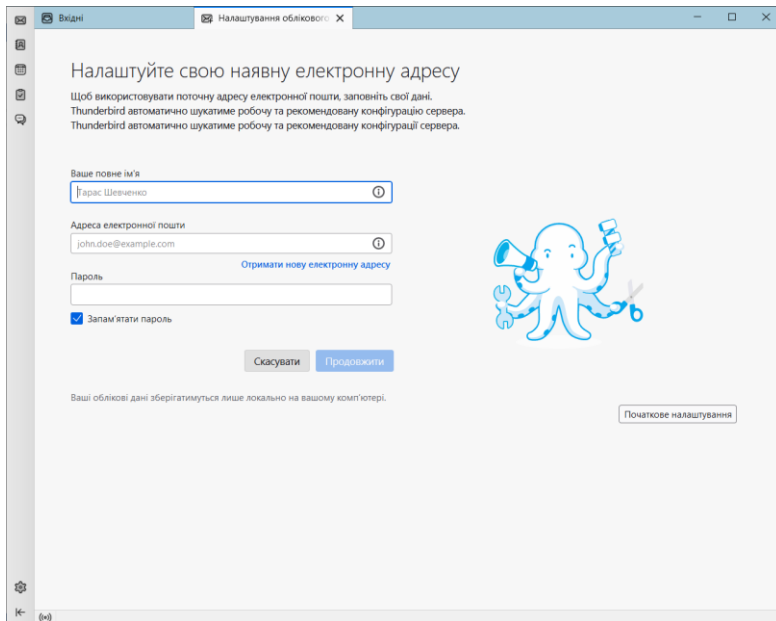 Вхідні
Налаштування облікового
Налаштуйте свою наявну електронну адресу
Щоб використовувати поточну адресу електронної пошти, заповніть свої дані.
Thunderbird автоматично шукатиме робочу та рекомендовану конфігурацію сервера.
Thunderbird автоматично шукатиме робочу та рекомендовану конфігурації сервера.
Ваше повне ім'я
Тарас Шевченко
Адреса електронної пошти
john.doe@example.com
Отримати нову електронну адресу
Пароль
Запам'ятати пароль
Скасувати Продовжити
Ваші облікові дані зберігатимуться лише локально на вашому комп'ютері.
Початкове налаштування